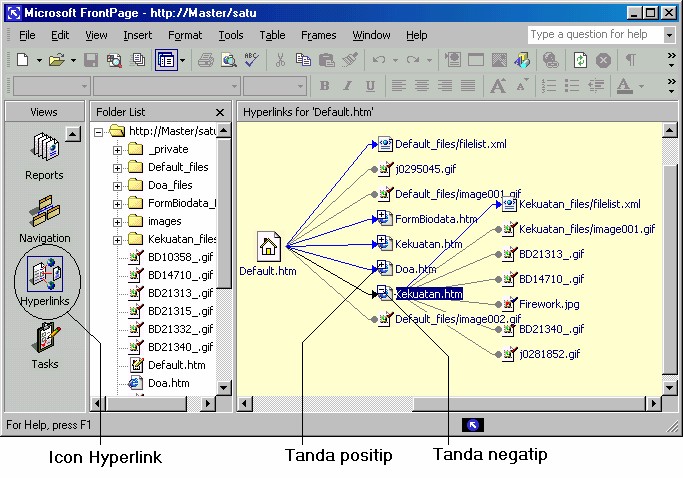 Microsoft FrontPage - http://Master/satu
File Edit View Insert Format Tools Table Frames Window Help
Type a question for help
B I U
A A
A
Views
Reports
Navigation
Hyperlinks
Tasks
Folder List
http://Master/satu
_private
Default_files
Doa_files
FormBiodata_
images
Kekuatan_files
BD10358_.gif
BD14710_.gif
BD21313_.gif
BD21315_.gif
BD21332_.gif
BD21340_.gif
Default.htm
Doa.htm
Hyperlinks for 'Default.htm'
Default.htm
Default_files/filelist.xml
j0295045.gif
Default_files/image001.gif
FormBiodata.htm
Kekuatan.htm
Doa.htm
Kekuatan.htm
Default_files/image002.gif
Kekuatan_files/filelist.xml
Kekuatan_files/image001.gif
BD21313_.gif
BD14710_.gif
Firework.jpg
BD21340_.gif
j0281852.gif
For Help, press F1
Icon Hyperlink
Tanda positip
Tanda negatip